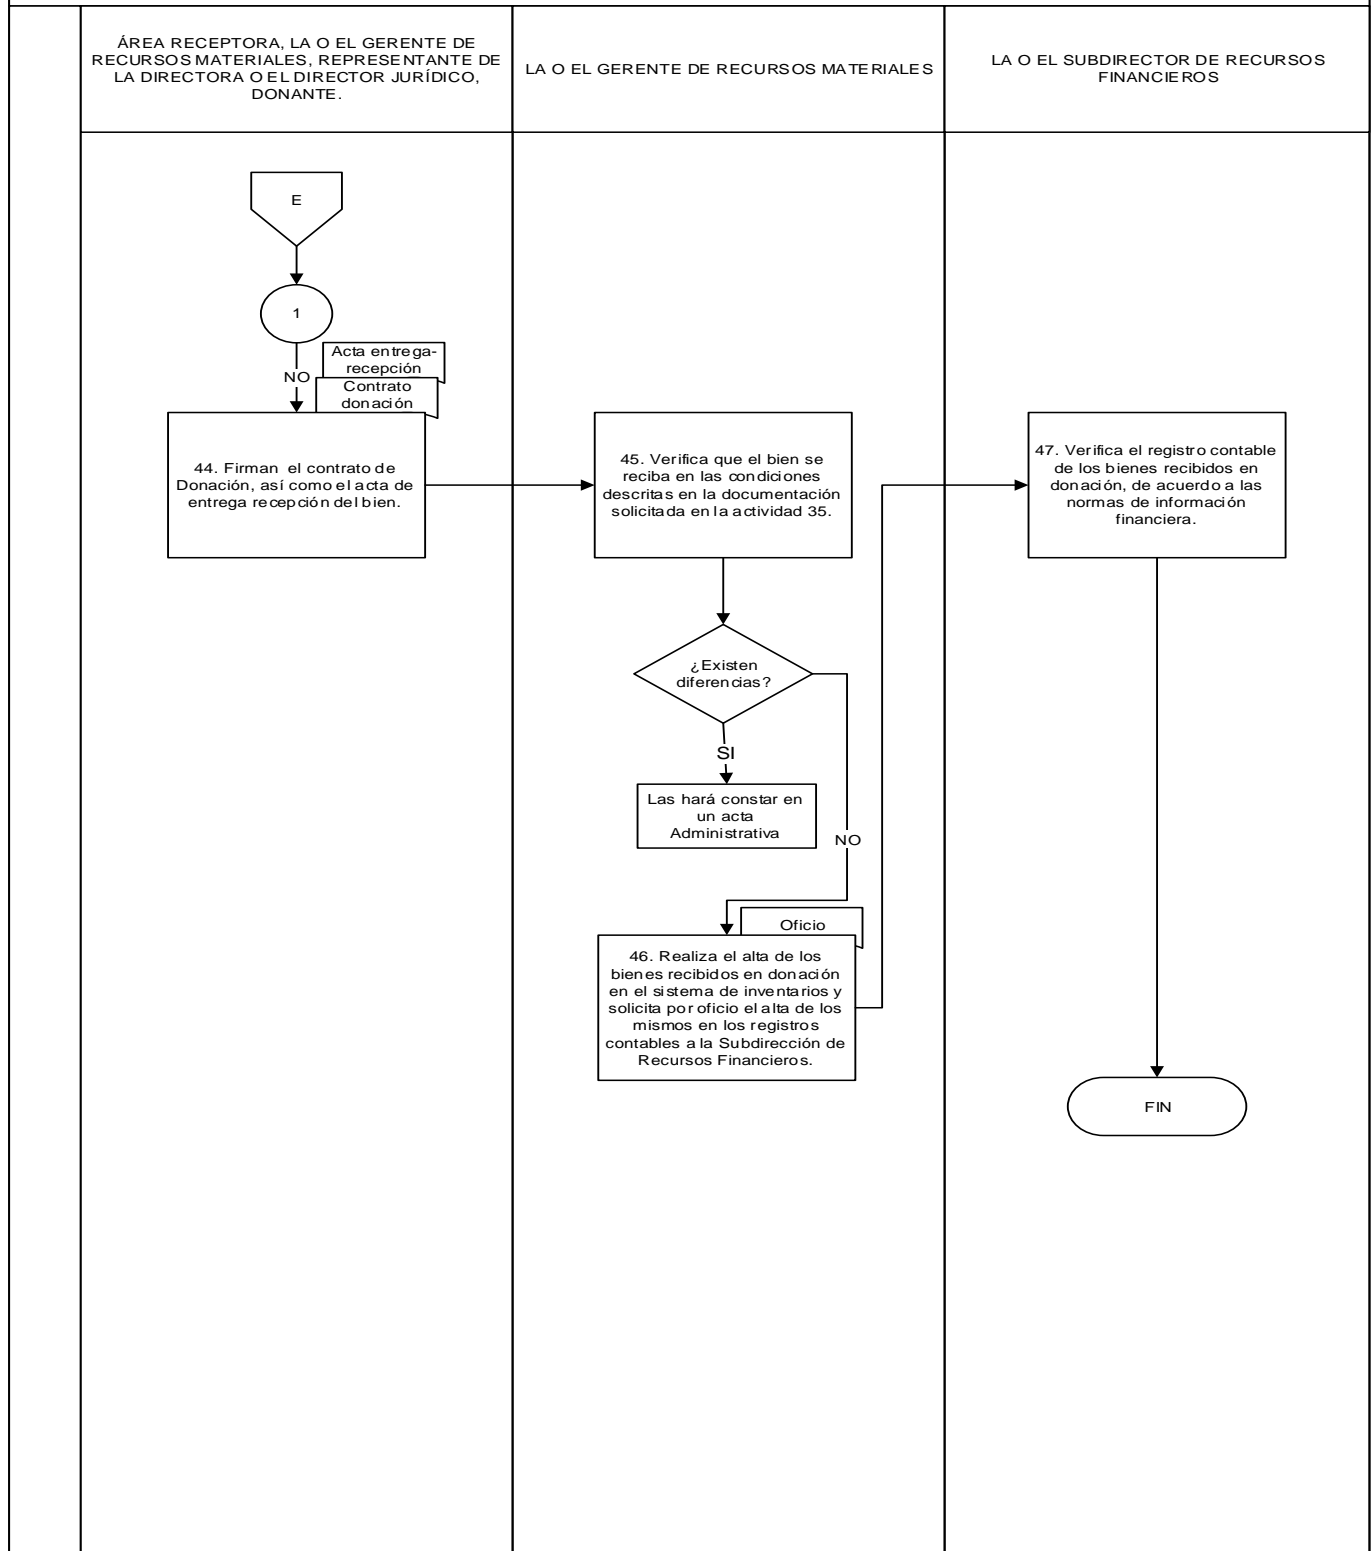 ÁREA RECEPTORA, LA O EL GERENTE DE
RECURSOS MATERIALES, REPRESENTANTE DE
LA DIRECTORA O EL DIRECTOR JURÍDICO,
DONANTE.
LA O EL GERENTE DE RECURSOS MATERIALES
LA O EL SUBDIRECTOR DE RECURSOS
FINANCIEROS
E
1
NO
Acta entrega-
recepción
Contrato
donación
44. Firman el contrato de
Donación, así como el acta de
entrega recepción del bien.
45. Verifica que el bien se
reciba en las condiciones
descritas en la documentación
solicitada en la actividad 35.
¿Existen
diferencias?
SI
Las hará constar en
un acta
Administrativa
NO
Oficio
46. Realiza el alta de los
bienes recibidos en donación
en el sistema de inventarios y
solicita por oficio el alta de los
mismos en los registros
contables a la Subdirección de
Recursos Financieros.
47. Verifica el registro contable
de los bienes recibidos en
donación, de acuerdo a las
normas de información
financiera.
FIN